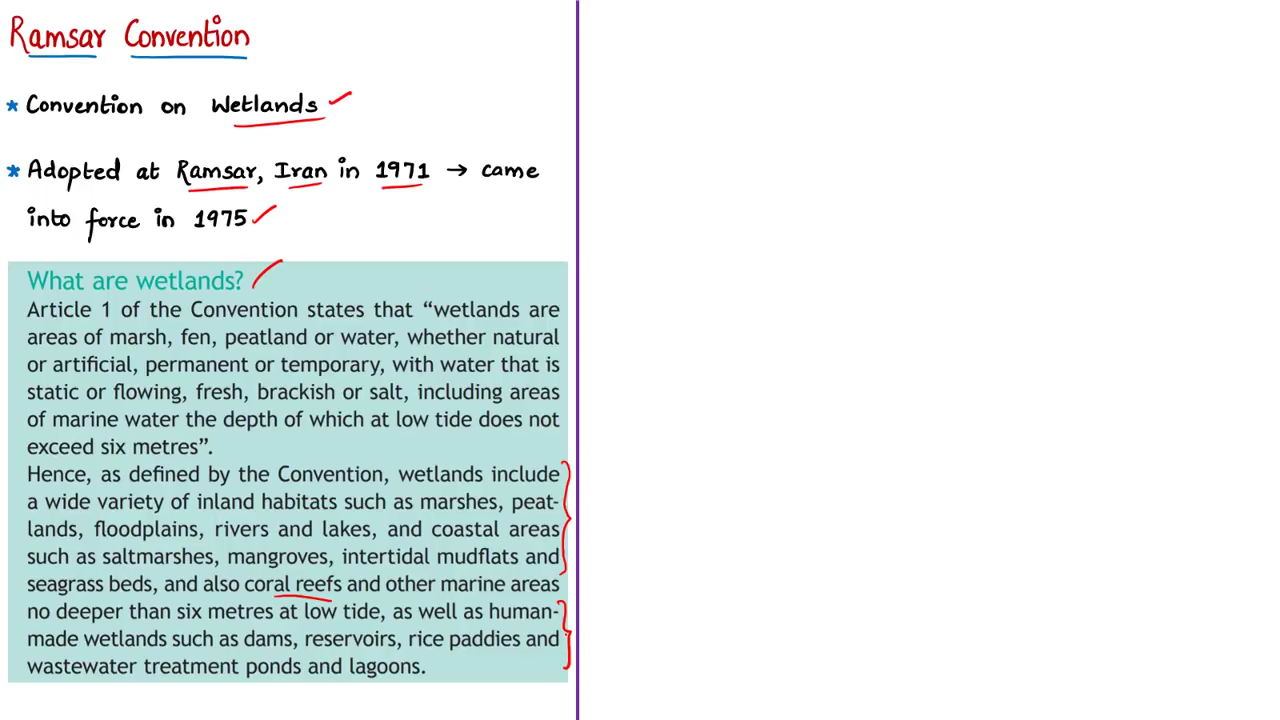 Ramsar Convention
* Convention on Wetlands
* Adopted at Ramsar, Iran in 1971 → came
into force in 1975
What are wetlands?
Article 1 of the Convention states that “wetlands are
areas of marsh, fen, peatland or water, whether natural
or artificial, permanent or temporary, with water that is
static or flowing, fresh, brackish or salt, including areas
of marine water the depth of which at low tide does not
exceed six metres”.
Hence, as defined by the Convention, wetlands include
a wide variety of inland habitats such as marshes, peat-
lands, floodplains, rivers and lakes, and coastal areas
such as saltmarshes, mangroves, intertidal mudflats and
seagrass beds, and also coral reefs and other marine areas
no deeper than six metres at low tide, as well as human-
made wetlands such as dams, reservoirs, rice paddies and
wastewater treatment ponds and lagoons.